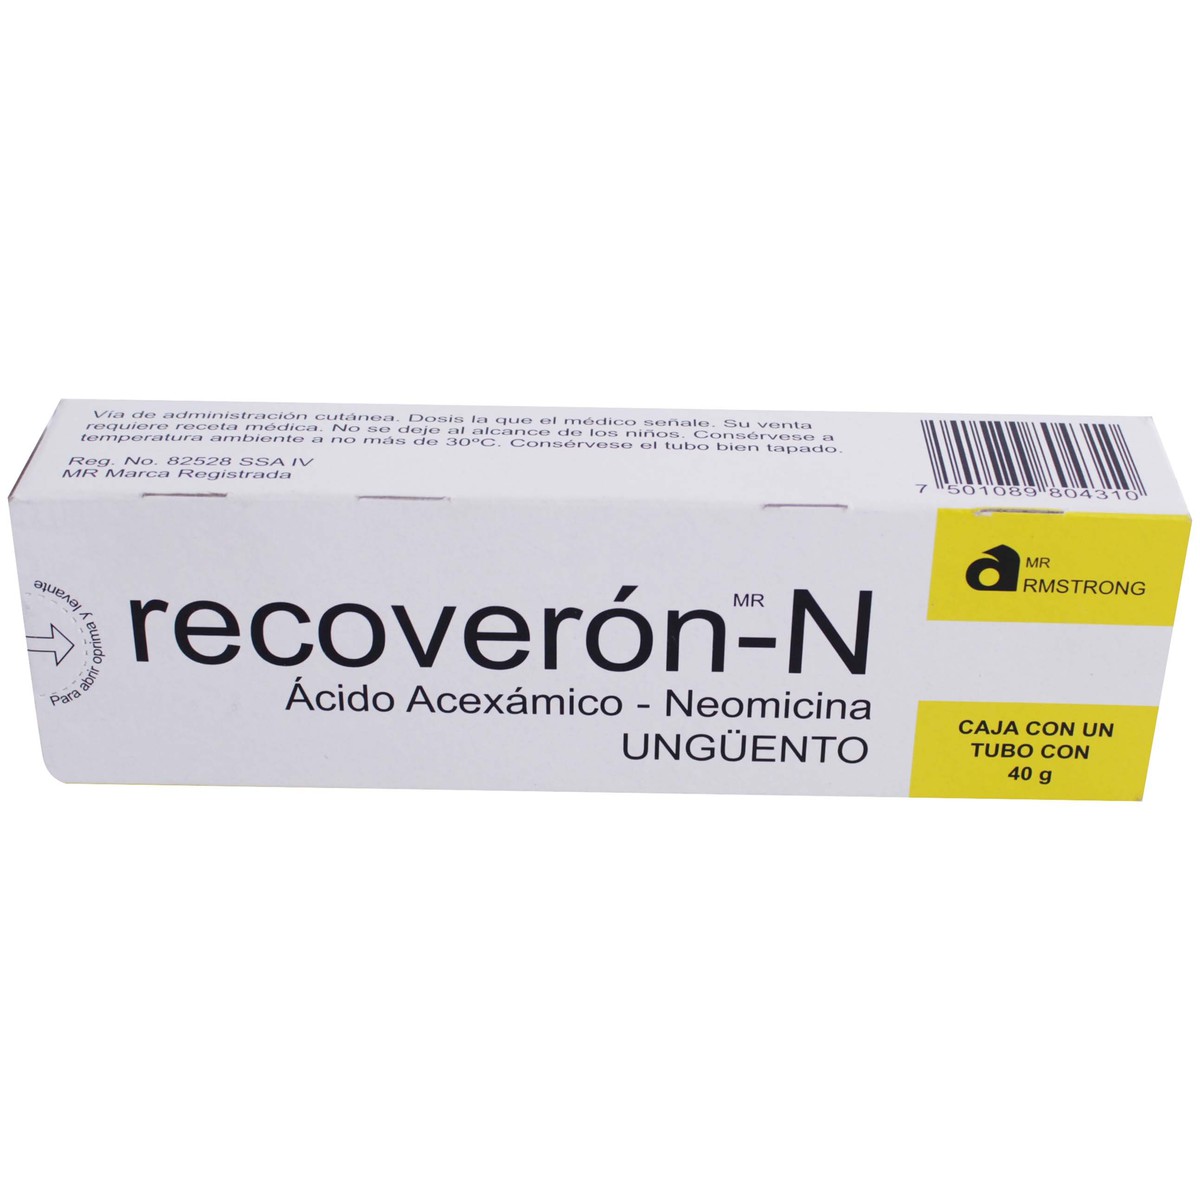 Vía de administración cutánea. Dosis la que el médico señale. Su venta
requiere receta médica. No se deje al alcance de los niños. Consérvese a
temperatura ambiente a no más de 30ºC. Consérvese el tubo bien tapado.
Reg. No. 82528 SSA IV
MR Marca Registrada
7 501089 804310
Para abrir oprima y levante
recoverónMR-N
Ácido Acexámico - Neomicina
UNGÜENTO
aRMSTRONG MR
CAJA CON UN
TUBO CON
40 g